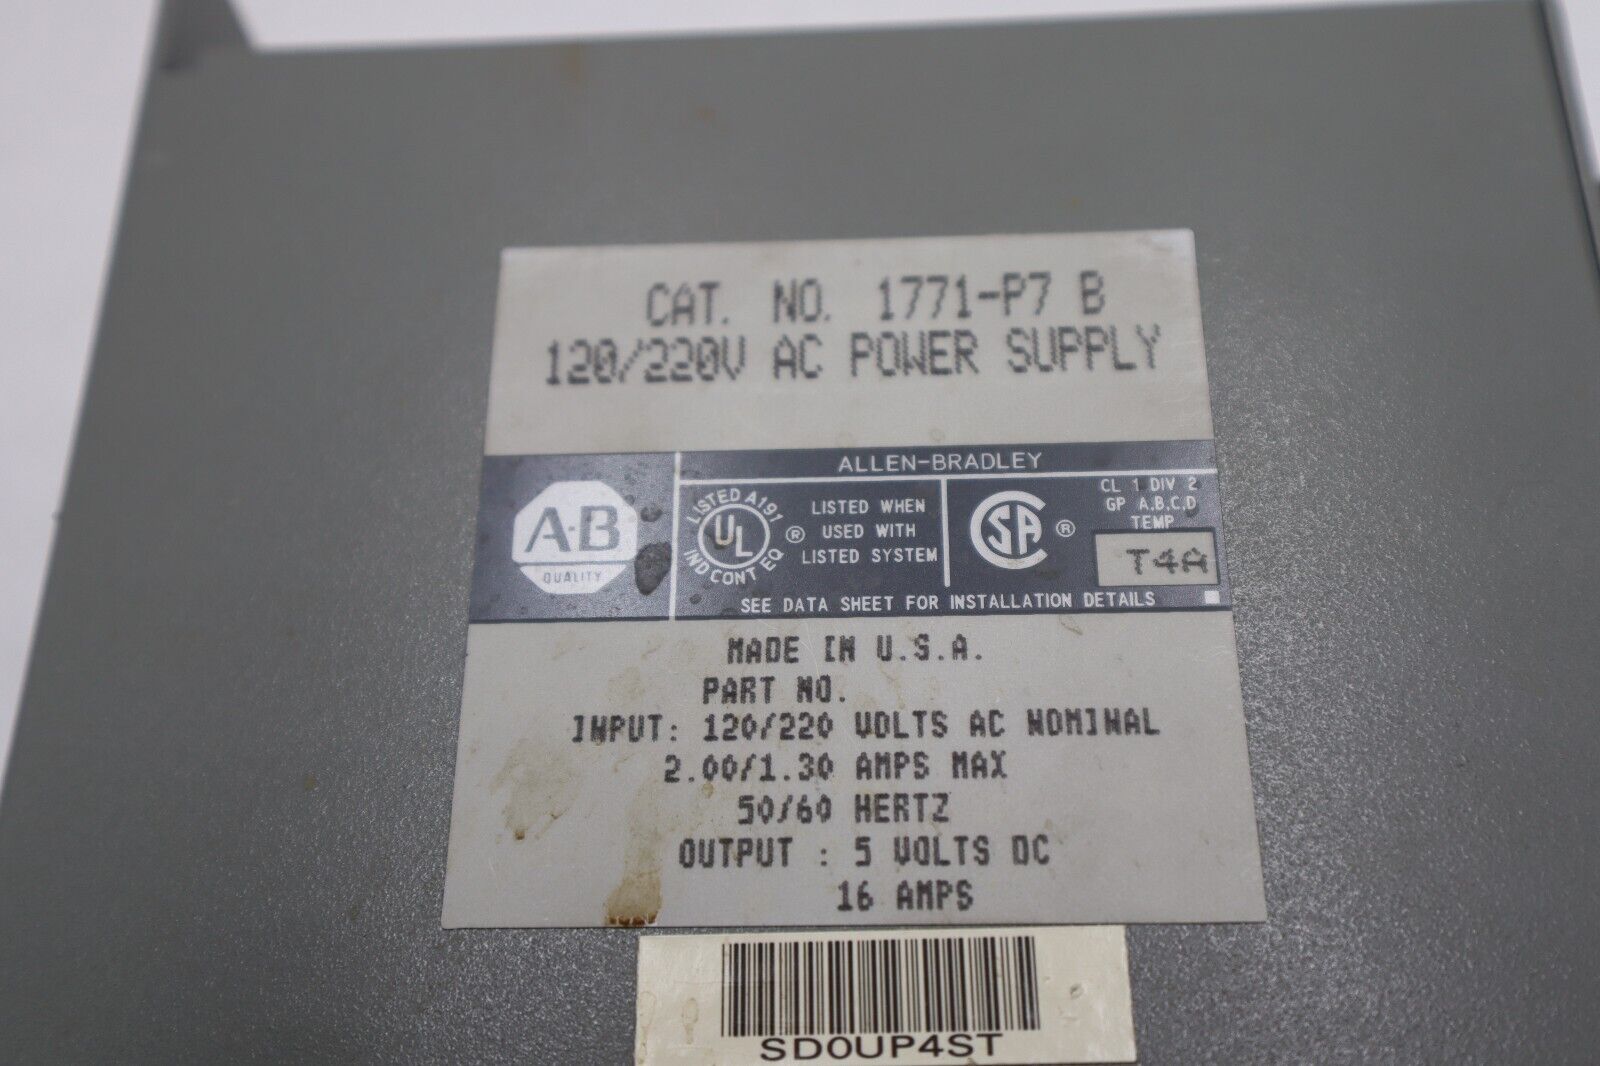 CAT. NO. 1771-P7 B
120/220V AC POWER SUPPLY
ALLEN-BRADLEY
A-B
QUALITY
LISTED A191
UL
IND CONT EQ
®
LISTED WHEN
USED WITH
LISTED SYSTEM
SA
®
CL 1 DIV 2
GP A,B,C,D
TEMP
T4A
SEE DATA SHEET FOR INSTALLATION DETAILS
MADE IN U.S.A.
PART NO.
INPUT: 120/220 VOLTS AC NOMINAL
2.00/1.30 AMPS MAX
50/60 HERTZ
OUTPUT : 5 VOLTS DC
16 AMPS
SD0UP4ST